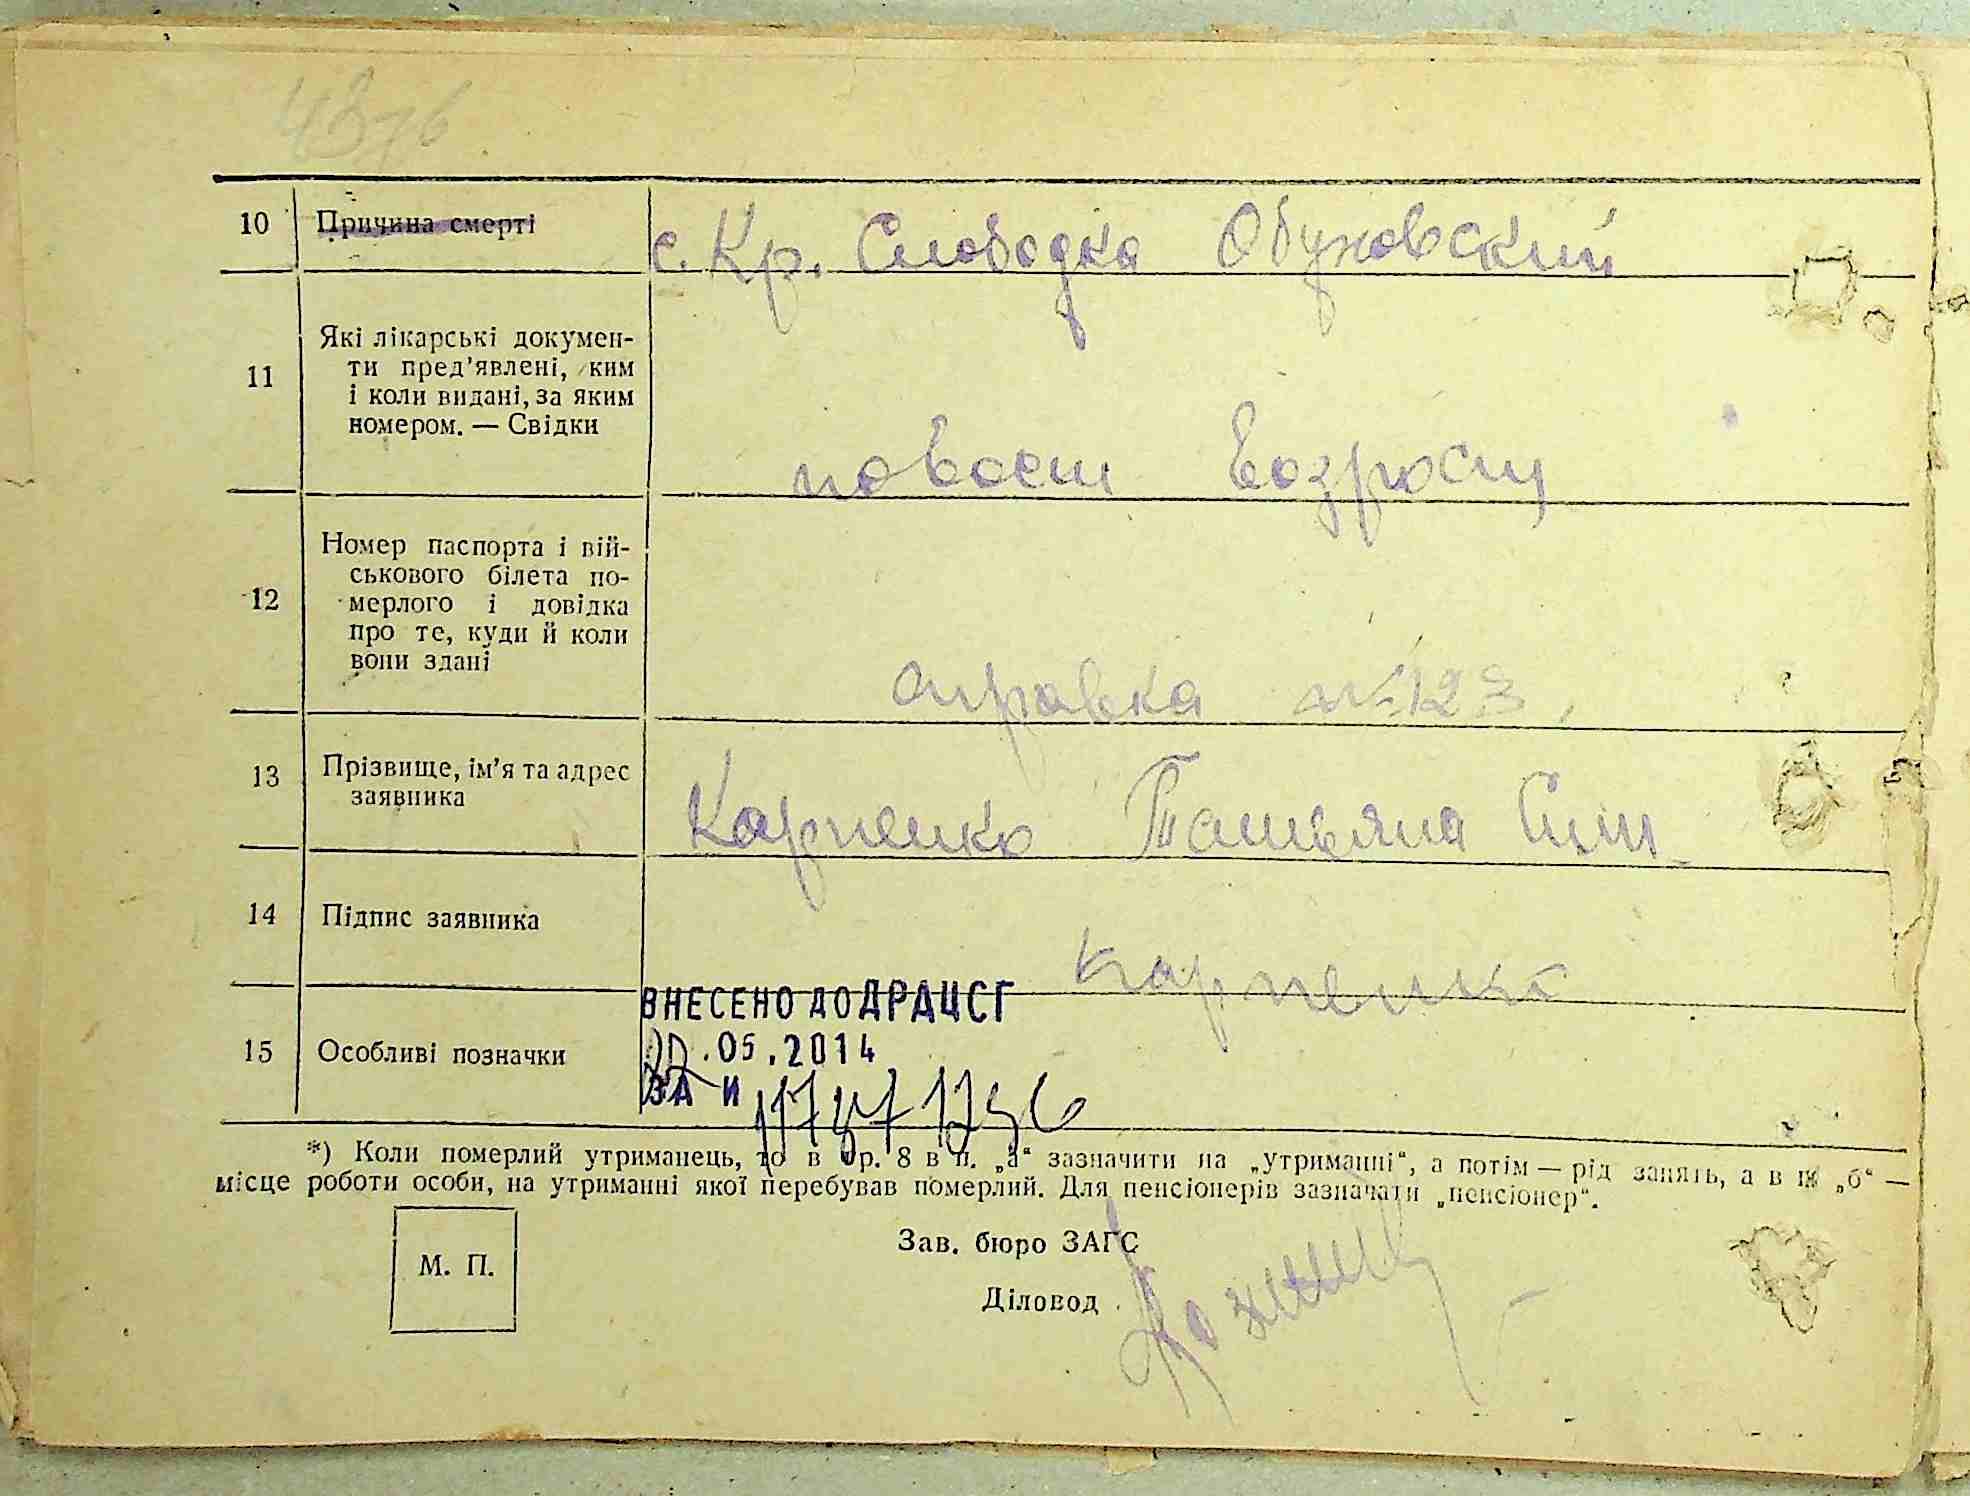 10 Причина смерті с. Кр. Слободка Обуховский
11 Які лікарські докумен-
ти пред'явлені, ким
і коли видані, за яким
номером. — Свідки
возрасту
12 Номер паспорта і вій-
ськового білета по-
мерлого і довідка
про те, куди й коли
вони здані
справка № 123
13 Прізвище, ім'я та адрес
заявника
Карпенко Татьяна
14 Підпис заявника
Карпенко
15 Особливі позначки
ВНЕСЕНО ДО ДРАЦСГ
.05.2014
ЗА И
*) Коли померлий утриманець, то в гр. 8 в п. „а“ зазначити на „утриманні“, а потім — рід занять, а в п. „б“ —
місце роботи особи, на утриманні якої перебував померлий. Для пенсіонерів зазначати „пенсіонер“.
М. П.
Зав. бюро ЗАГС
Діловод